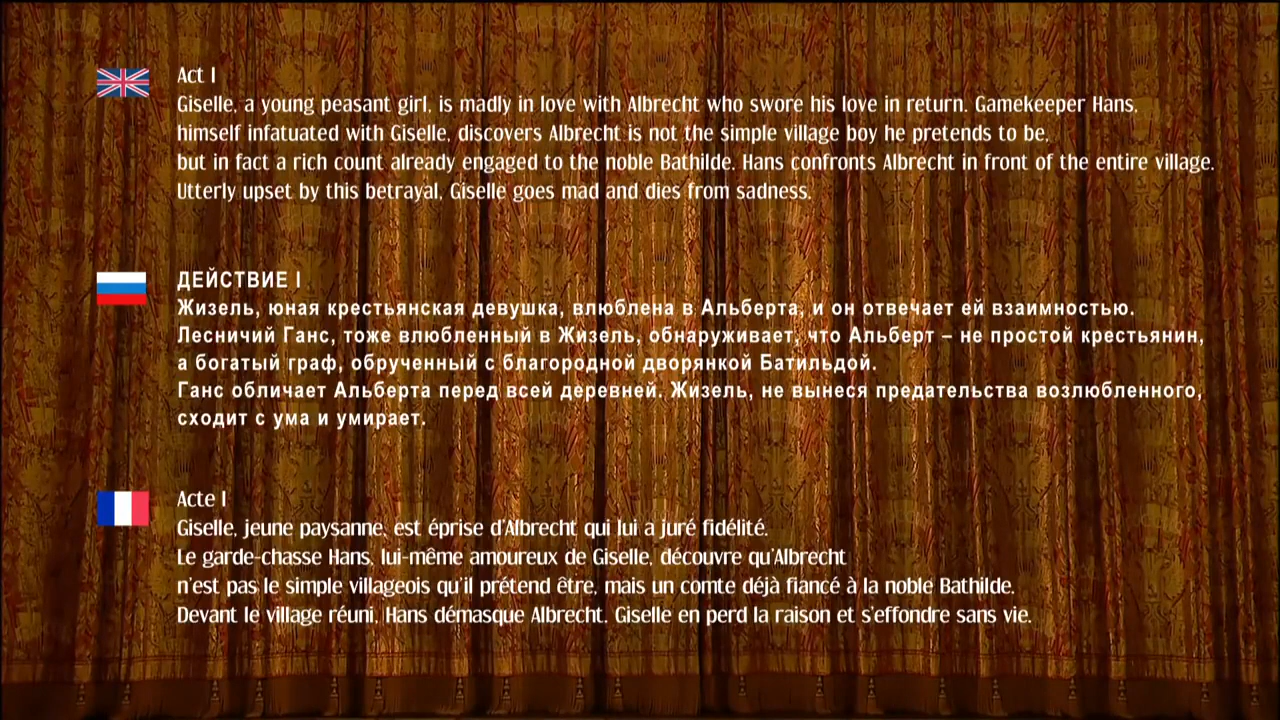 Act I
Giselle, a young peasant girl, is madly in love with Albrecht who swore his love in return. Gamekeeper Hans,
himself infatuated with Giselle, discovers Albrecht is not the simple village boy he pretends to be,
but in fact a rich count already engaged to the noble Bathilde. Hans confronts Albrecht in front of the entire village.
Utterly upset by this betrayal, Giselle goes mad and dies from sadness.
ДЕЙСТВИЕ I
Жизель, юная крестьянская девушка, влюблена в Альберта, и он отвечает ей взаимностью.
Лесничий Ганс, тоже влюбленный в Жизель, обнаруживает, что Альберт – не простой крестьянин,
а богатый граф, обрученный с благородной дворянкой Батильдой.
Ганс обличает Альберта перед всей деревней. Жизель, не вынеся предательства возлюбленного,
сходит с ума и умирает.
Acte I
Giselle, jeune paysanne, est éprise d'Albrecht qui lui a juré fidélité.
Le garde-chasse Hans, lui-même amoureux de Giselle, découvre qu'Albrecht
n'est pas le simple villageois qu'il prétend être, mais un comte déjà fiancé à la noble Bathilde.
Devant le village réuni, Hans démasque Albrecht. Giselle en perd la raison et s'effondre sans vie.